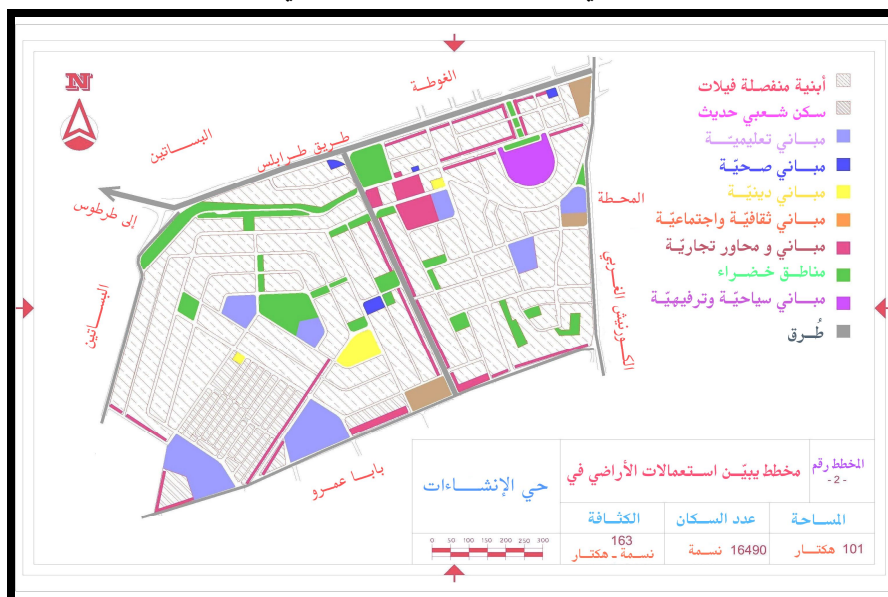 الغوطة
N
البساتين
طريق طرابلس
إلى طرطوس
المحطة
البساتين
الكورنيش الغربي
بابا عمرو
أبنية منفصلة فيلات
سكن شعبي حديث
مباني تعليمية
مباني صحيّة
مباني دينيّة
مباني ثقافيّة واجتماعيّة
مباني و محاور تجاريّة
مناطق خضراء
مباني سياحيّة وترفيهيّة
طُرق
المخطط رقم
- 2 -
مخطط يبيّن استعمالات الأراضي في
حي الإنشاءات
المساحة
عدد السكان
الكثافة
101 هكتار
16490 نسمة
163
نسمة - هكتار
0 50 100 150 200 250 300